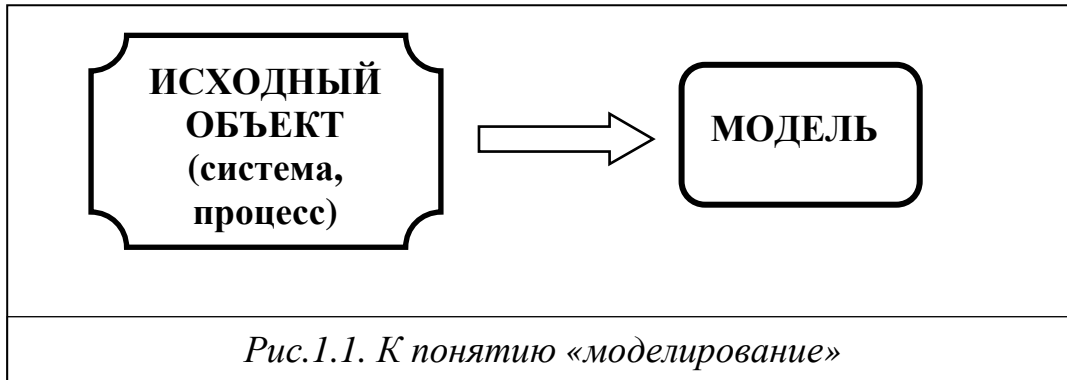 ИСХОДНЫЙ
ОБЪЕКТ
(система,
процесс)
МОДЕЛЬ
Рис.1.1. К понятию «моделирование»